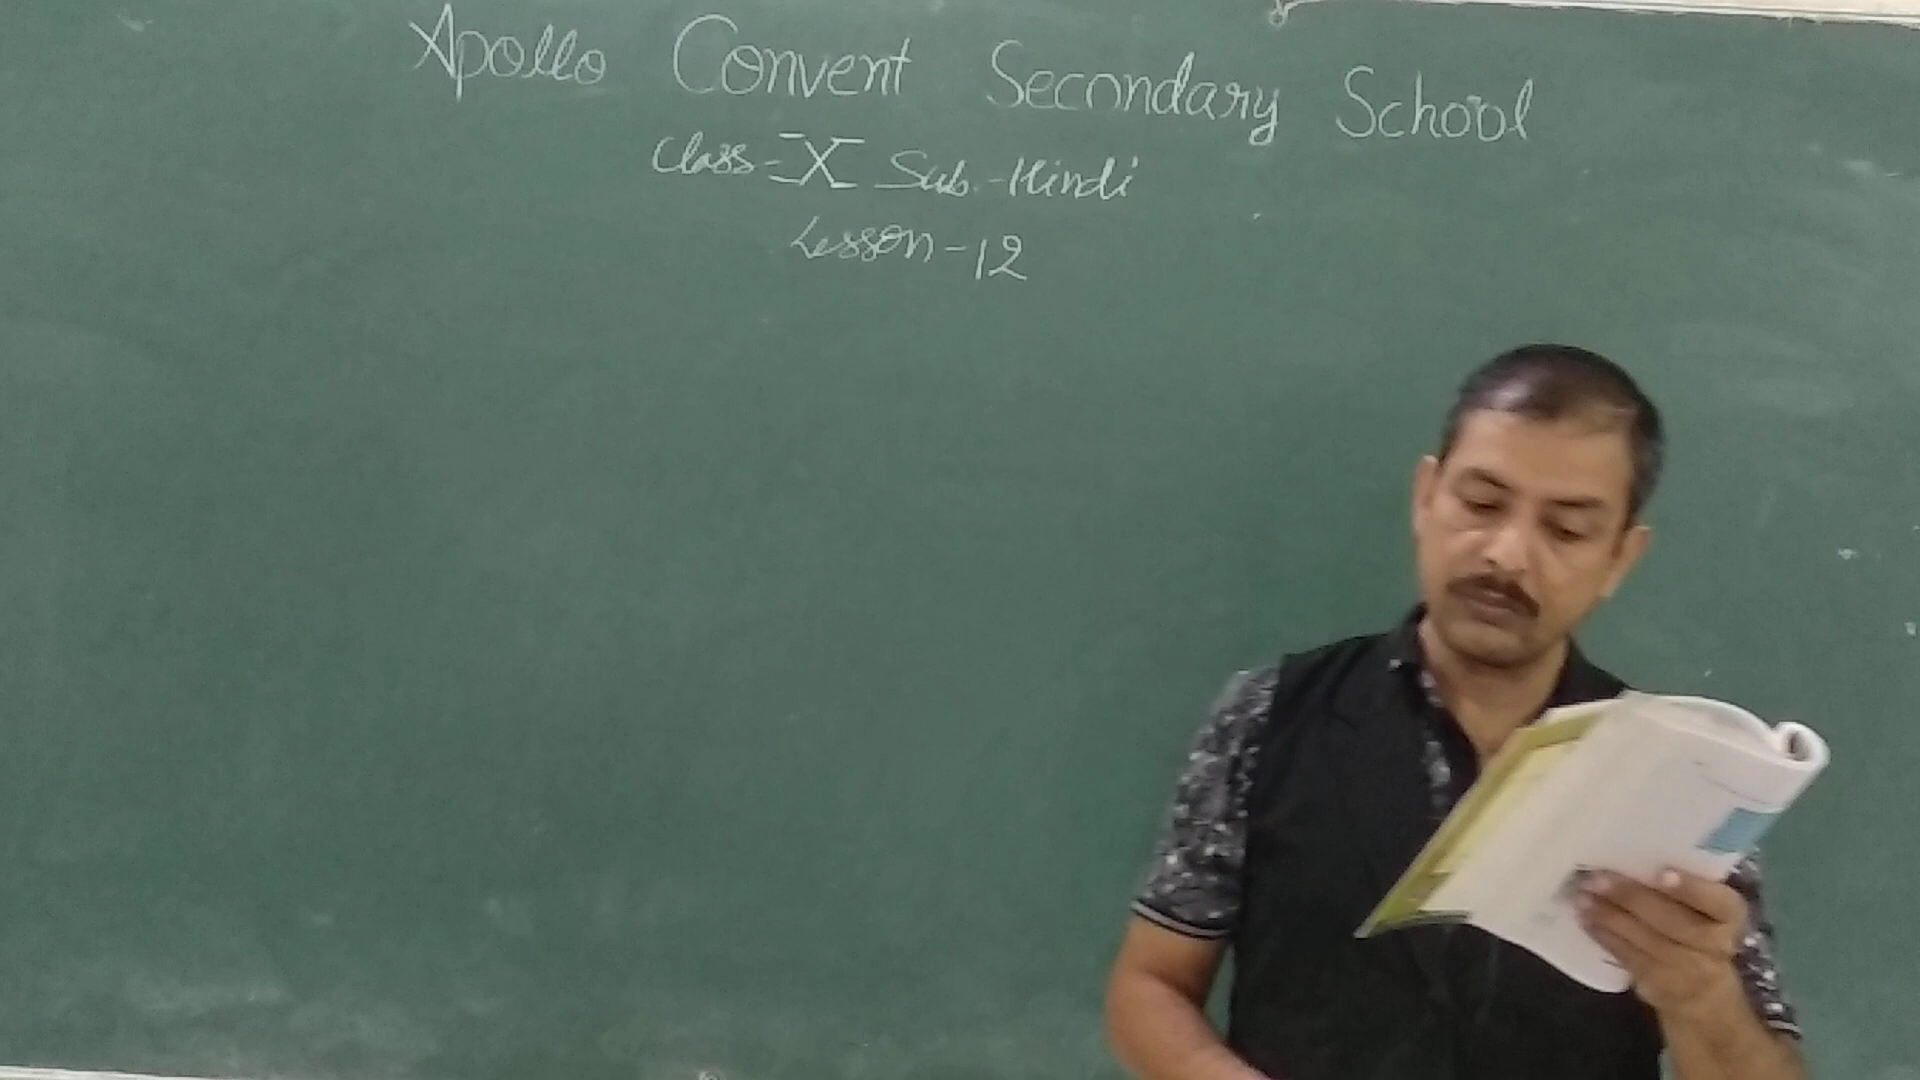 Apollo Convent Secondary School
Class = X Sub.-Hindi
Lesson-12